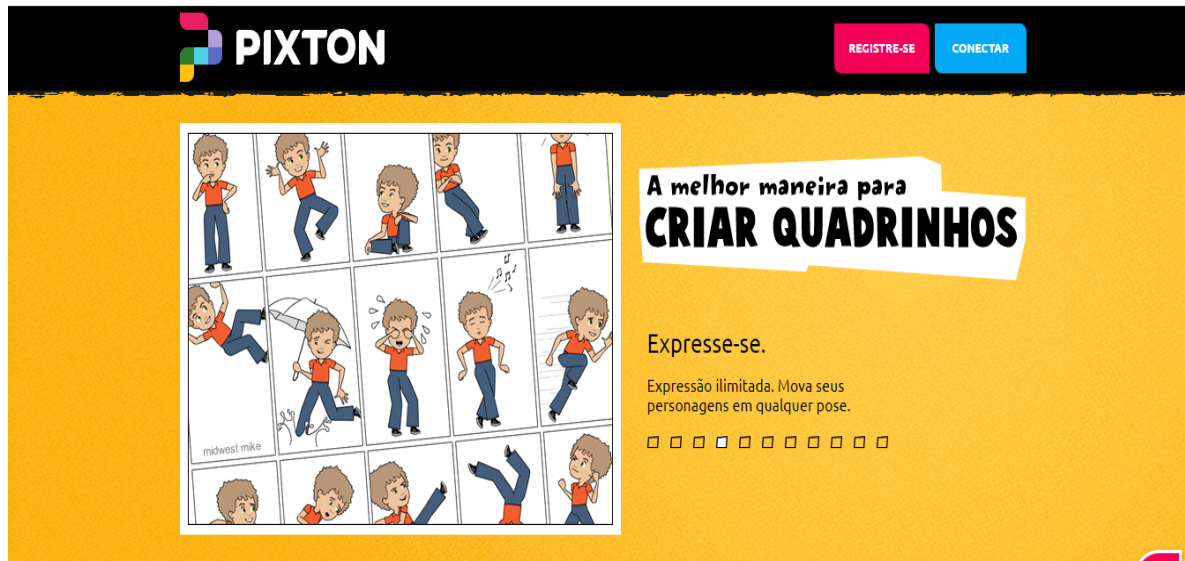 PIXTON
REGISTRE-SE
CONECTAR
A melhor maneira para
CRIAR QUADRINHOS
Expresse-se.
Expressão ilimitada. Mova seus
personagens em qualquer pose.
midwest mike